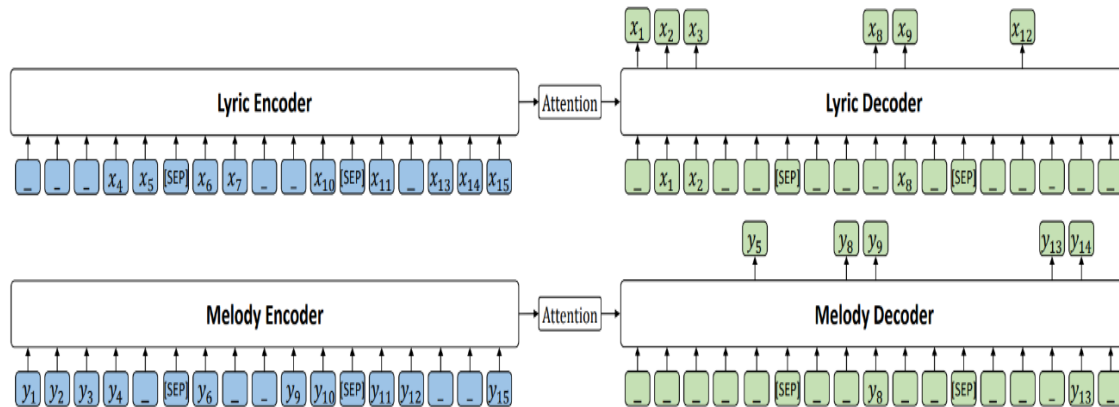 x₁ x₂ x₃ x₈ x₉ x₁₂
Lyric Encoder Attention Lyric Decoder
_ _ _ x₄ x₅ [SEP] x₆ x₇ _ _ x₁₀ [SEP] x₁₁ _ x₁₃ x₁₄ x₁₅ _ x₁ x₂ _ _ [SEP] _ _ _ x₈ _ [SEP] _ _ _ _ _
y₅ y₈ y₉ y₁₃ y₁₄
Melody Encoder Attention Melody Decoder
y₁ y₂ y₃ y₄ _ [SEP] y₆ _ _ y₉ y₁₀ [SEP] y₁₁ y₁₂ _ _ y₁₅ _ _ _ _ _ [SEP] _ _ y₈ _ _ [SEP] _ _ _ y₁₃ _